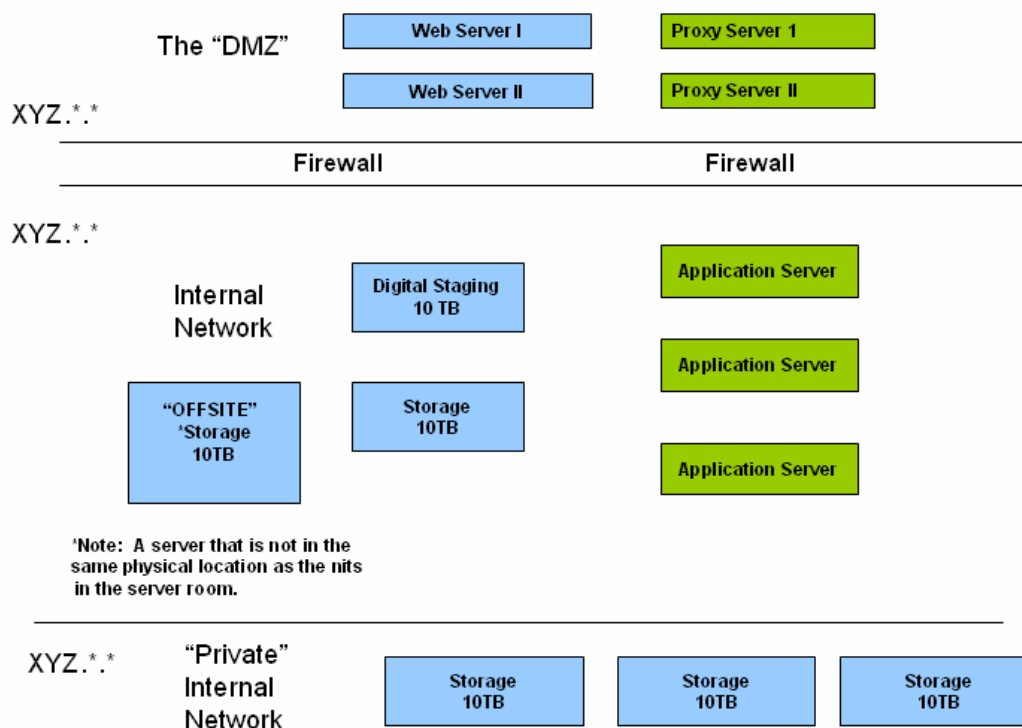 The “DMZ”
Web Server I
Proxy Server 1
Web Server II
Proxy Server II
XYZ.*.*
Firewall
Firewall
XYZ.*.*
Internal
Network
Digital Staging
10 TB
Application Server
Application Server
“OFFSITE”
*Storage
10TB
Storage
10TB
Application Server
*Note: A server that is not in the
same physical location as the nits
in the server room.
XYZ.*.*
“Private”
Internal
Network
Storage
10TB
Storage
10TB
Storage
10TB